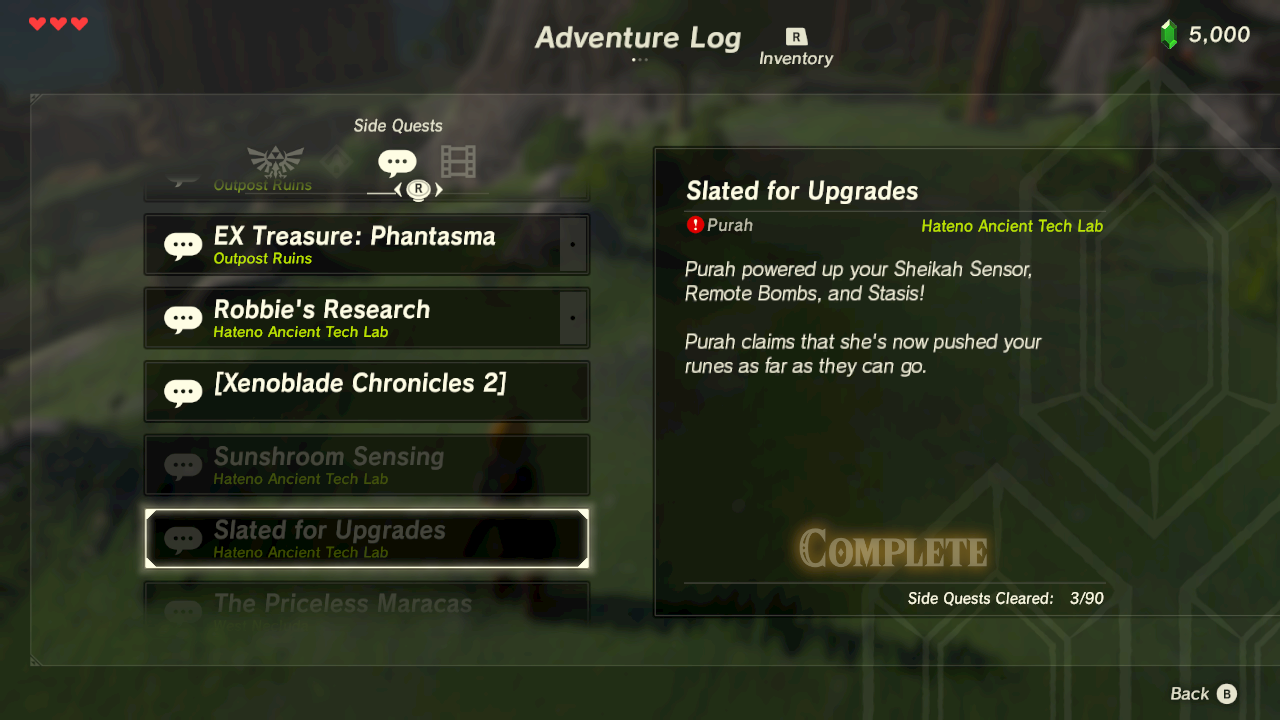 Adventure Log
R
Inventory
5,000
Side Quests
R
Outpost Ruins
EX Treasure: Phantasma
Outpost Ruins
Robbie's Research
Hateno Ancient Tech Lab
[Xenoblade Chronicles 2]
Sunshroom Sensing
Hateno Ancient Tech Lab
Slated for Upgrades
Hateno Ancient Tech Lab
The Priceless Maracas
Slated for Upgrades
! Purah
Hateno Ancient Tech Lab
Purah powered up your Sheikah Sensor,
Remote Bombs, and Stasis!
Purah claims that she's now pushed your
runes as far as they can go.
COMPLETE
Side Quests Cleared: 3/90
Back B